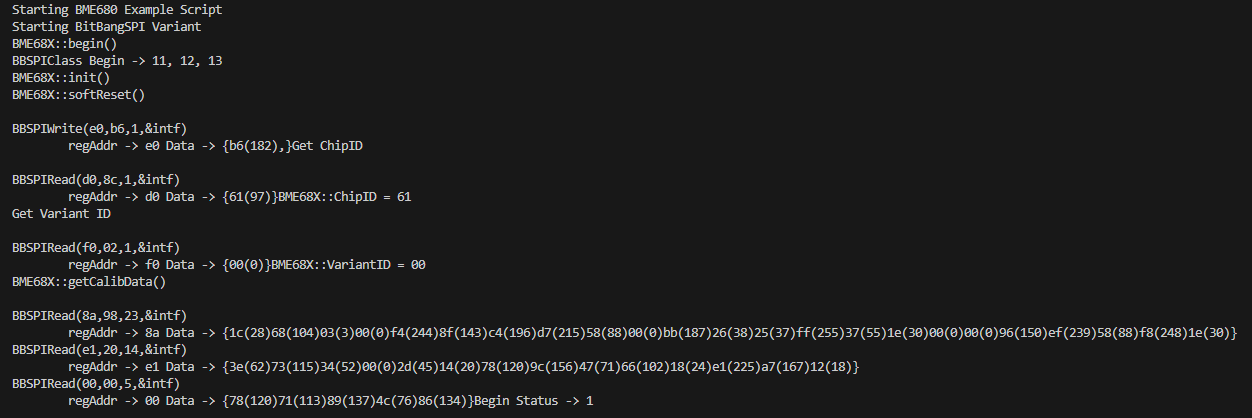 Starting BME680 Example Script
Starting BitBangSPI Variant
BME68X::begin()
BBSPIClass Begin -> 11, 12, 13
BME68X::init()
BME68X::softReset()
BBSPIWrite(e0,b6,1,&intf)
regAddr -> e0 Data -> {b6(182),}Get ChipID
BBSPIRead(d0,8c,1,&intf)
regAddr -> d0 Data -> {61(97)}BME68X::ChipID = 61
Get Variant ID
BBSPIRead(f0,02,1,&intf)
regAddr -> f0 Data -> {00(0)}BME68X::VariantID = 00
BME68X::getCalibData()
BBSPIRead(8a,98,23,&intf)
regAddr -> 8a Data -> {1c(28)68(104)03(3)00(0)f4(244)8f(143)c4(196)d7(215)58(88)00(0)bb(187)26(38)25(37)ff(255)37(55)1e(30)00(0)00(0)96(150)ef(239)58(88)f8(248)1e(30)}
BBSPIRead(e1,20,14,&intf)
regAddr -> e1 Data -> {3e(62)73(115)34(52)00(0)2d(45)14(20)78(120)9c(156)47(71)66(102)18(24)e1(225)a7(167)12(18)}
BBSPIRead(00,00,5,&intf)
regAddr -> 00 Data -> {78(120)71(113)89(137)4c(76)86(134)}Begin Status -> 1